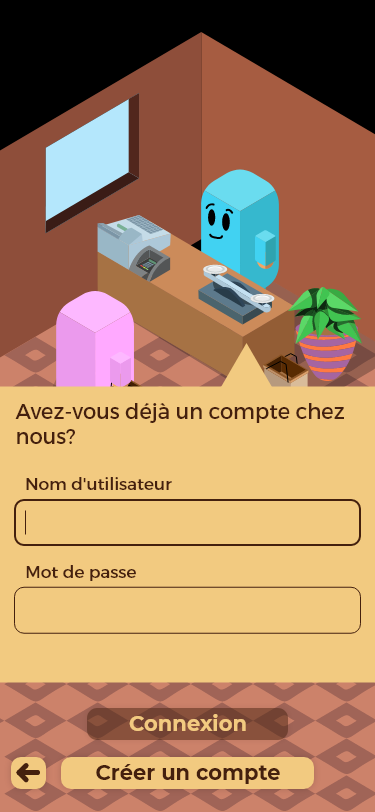 Avez-vous déjà un compte chez
nous?
Nom d'utilisateur
Mot de passe
Connexion
Créer un compte